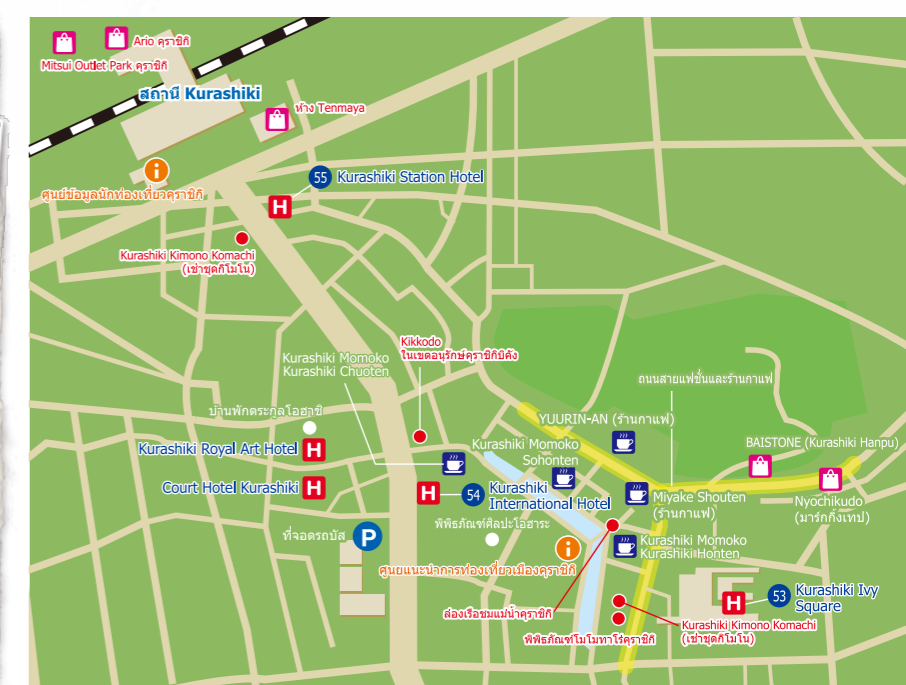 Ario คุราชิกิ
Mitsui Outlet Park คุราชิกิ
สถานี Kurashiki
ห้าง Tenmaya
i
ศูนย์ข้อมูลนักท่องเที่ยวคุราชิกิ
55 Kurashiki Station Hotel
H
Kurashiki Kimono Komachi
(เช่าชุดกิโมโน)
Kikkodo
ในเขตอนุรักษ์คุราชิกิบิคัง
Kurashiki Momoko
Kurashiki Chuoten
ถนนสายแฟชั่นและร้านกาแฟ
บ้านพักตระกูลโอฮาชิ
YUURIN-AN (ร้านกาแฟ)
Kurashiki Royal Art Hotel H
Kurashiki Momoko
Sohonten
BAISTONE (Kurashiki Hanpu)
Court Hotel Kurashiki H
H 54 Kurashiki
International Hotel
Miyake Shouten
(ร้านกาแฟ)
Nyochikudo
(มาร์กกิ้งเทป)
ที่จอดรถบัส P
พิพิธภัณฑ์ศิลปะโอฮาระ
i
ศูนย์แนะนำการท่องเที่ยวเมืองคุราชิกิ
Kurashiki Momoko
Kurashiki Honten
ล่องเรือชมแม่น้ำคุราชิกิ
H 53 Kurashiki Ivy
Square
พิพิธภัณฑ์โมโมทาโร่คุราชิกิ
Kurashiki Kimono Komachi
(เช่าชุดกิโมโน)